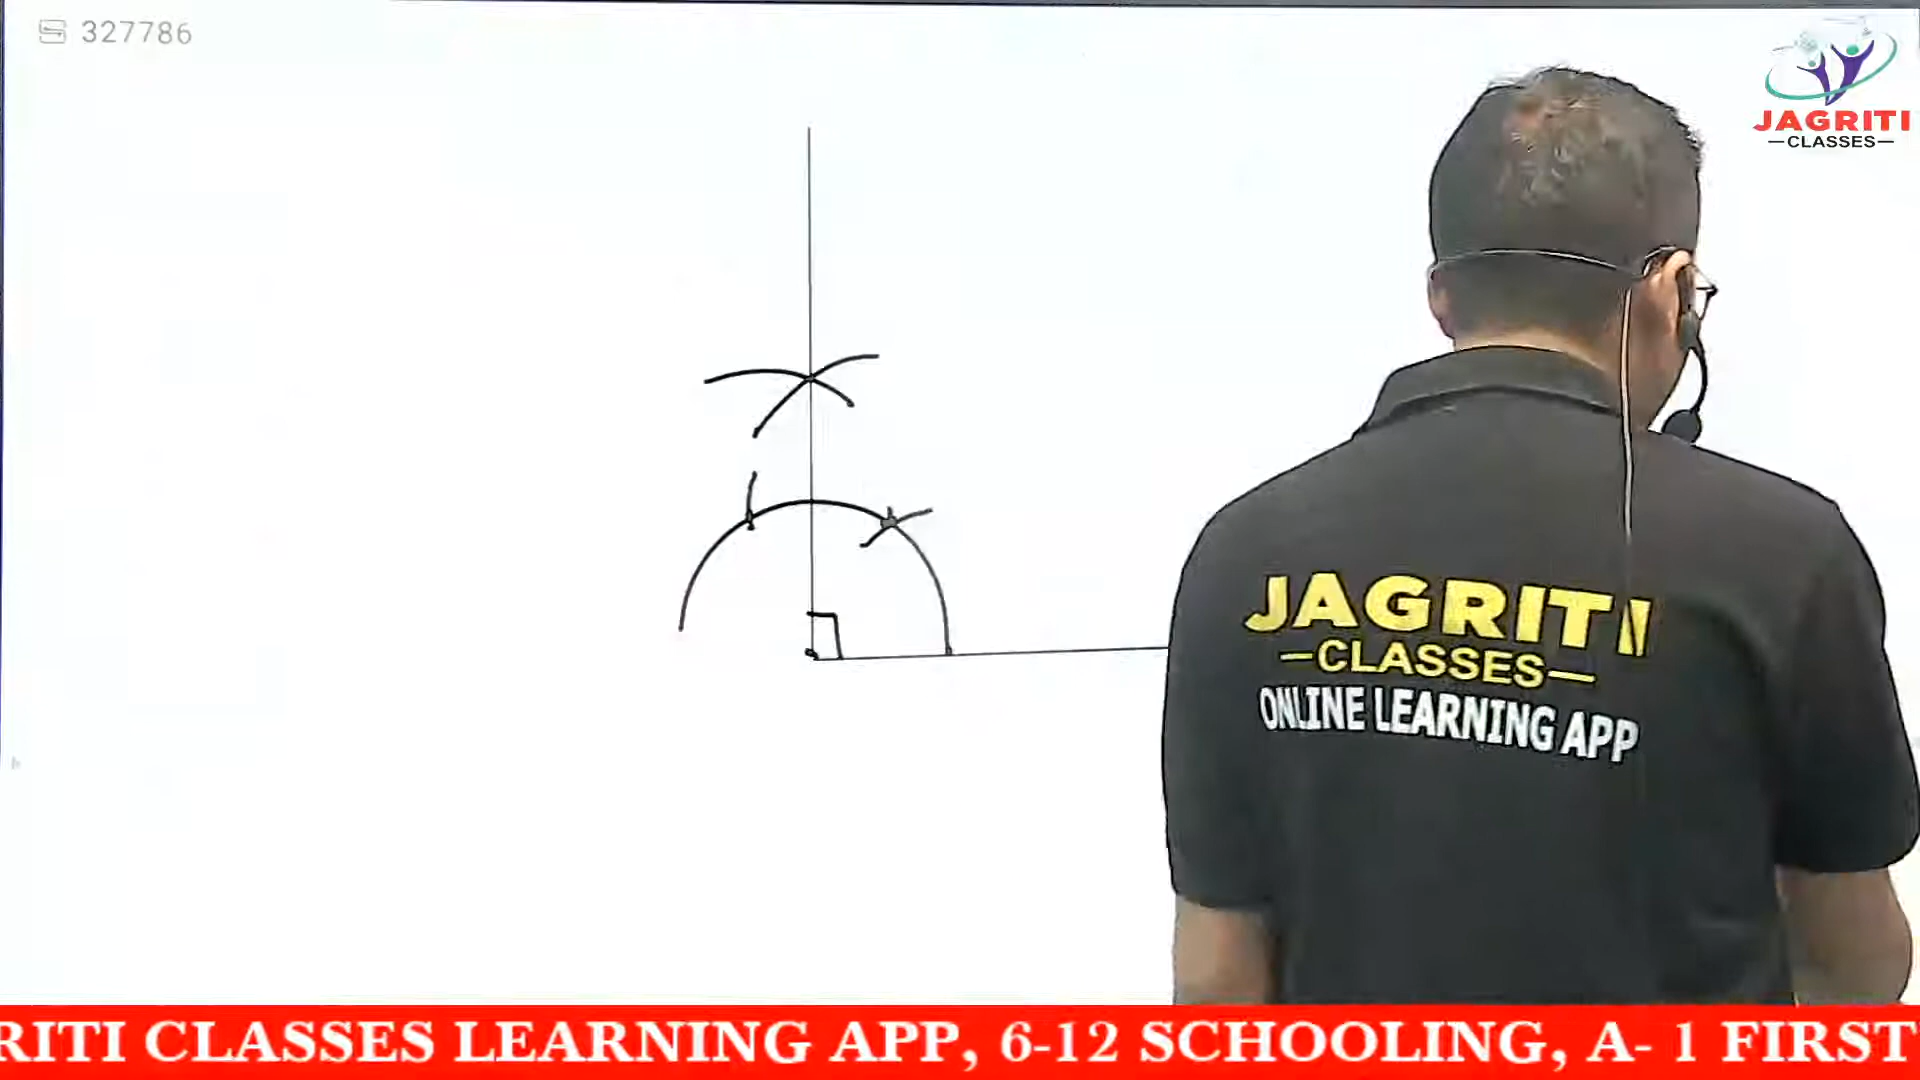 327786
JAGRITI
—CLASSES—
JAGRITI
—CLASSES—
ONLINE LEARNING APP
RITI CLASSES LEARNING APP, 6-12 SCHOOLING, A- 1 FIRST